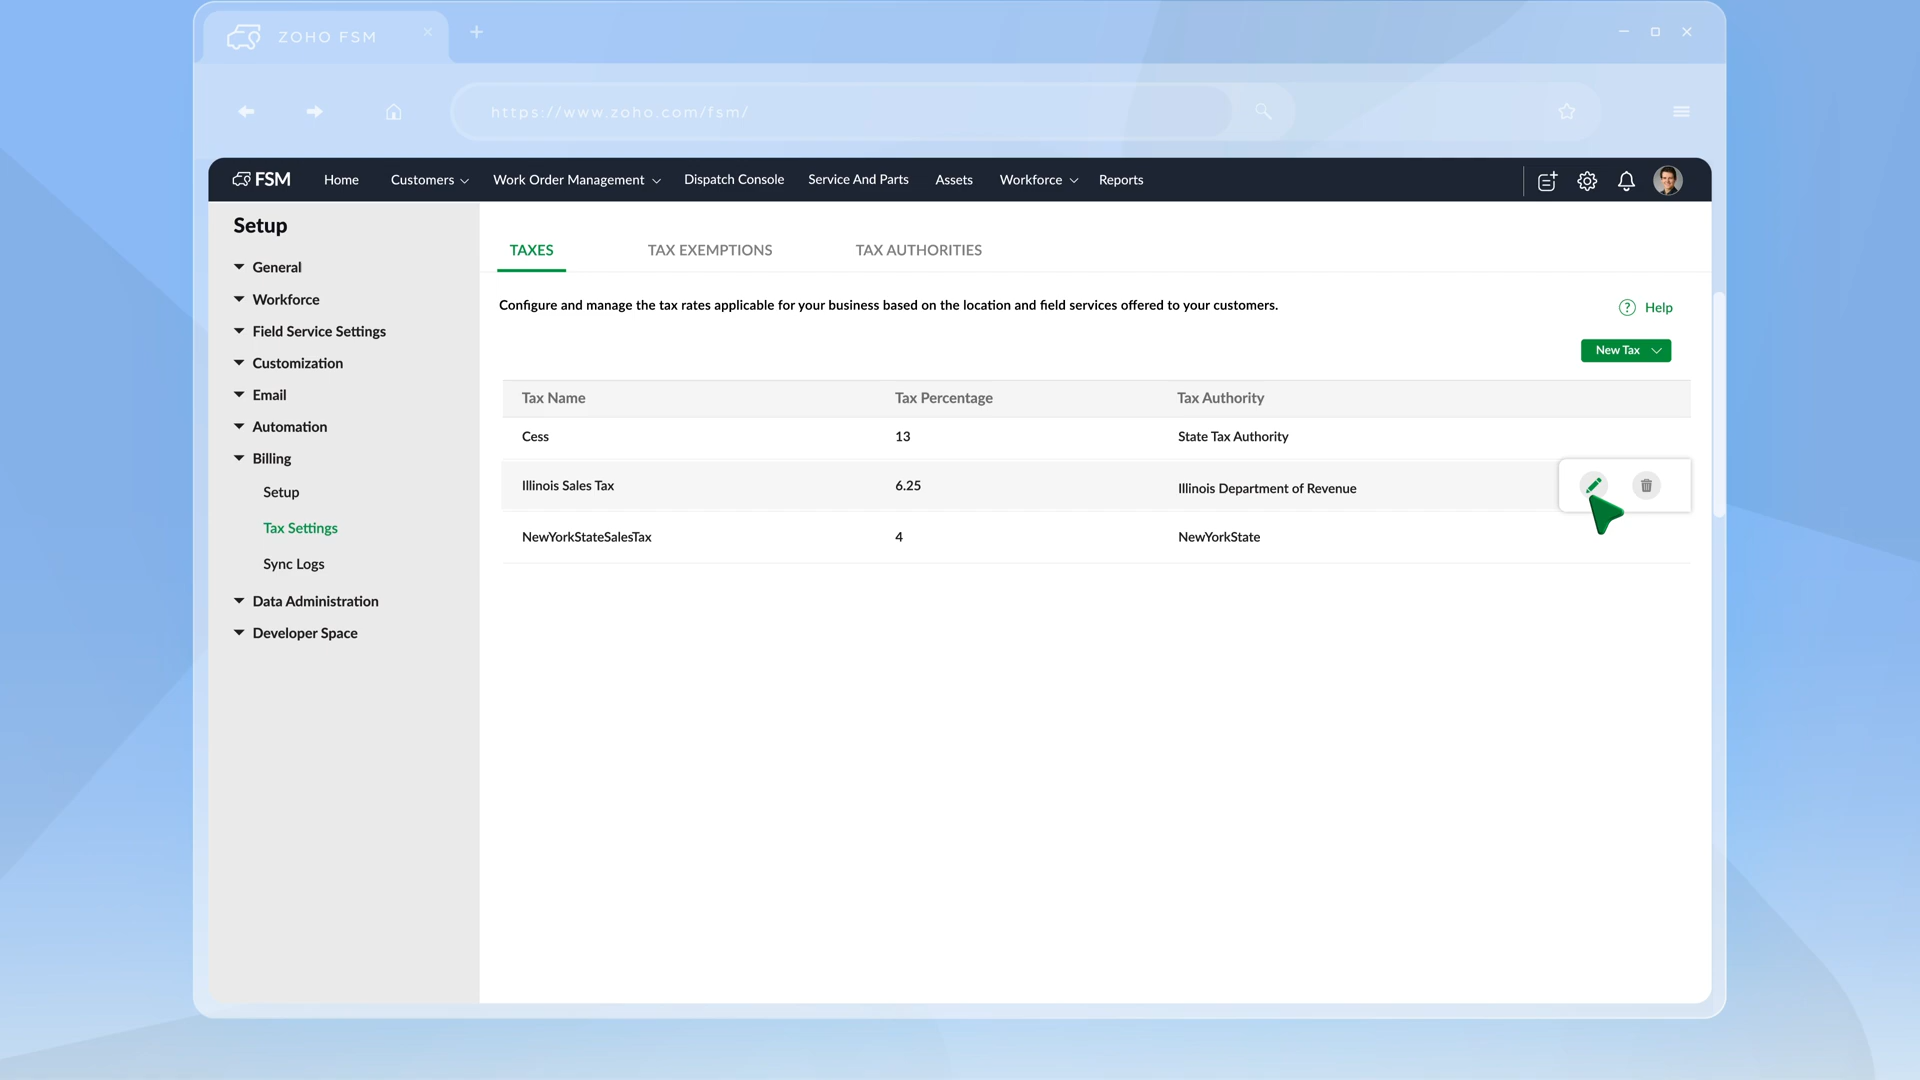 ZOHO FSM
https://www.zoho.com/fsm/
FSM Home Customers Work Order Management Dispatch Console Service And Parts Assets Workforce Reports
Setup
General
Workforce
Field Service Settings
Customization
Email
Automation
Billing
Setup
Tax Settings
Sync Logs
Data Administration
Developer Space
TAXES TAX EXEMPTIONS TAX AUTHORITIES
Configure and manage the tax rates applicable for your business based on the location and field services offered to your customers.
? Help
New Tax
Tax Name Tax Percentage Tax Authority
Cess 13 State Tax Authority
Illinois Sales Tax 6.25 Illinois Department of Revenue
NewYorkStateSalesTax 4 NewYorkState